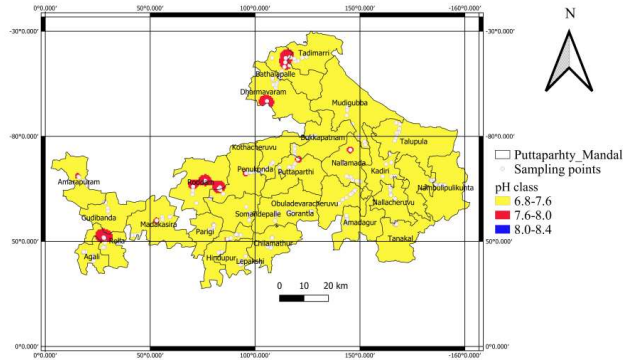 0°0.000' 50°0.000' 100°0.000' 150°0.000' -160°0.000'
N
-30°0.000' -30°0.000'
Tadimarri
Bathalapalle
Dharmavaram
Mudigubba
-80°0.000' -80°0.000'
Bukkapatnam
Talupula
Kothacheruvu
Nallamada
Penukonda
Puttaparthi
Kadiri
Amarapuram
Nambulipulikunta
Obuladevaracheruvu
Nallacheruvu
Gudibanda
Somandepalle
Gorantla
Madakasira
Parigi
Amadagur
Tanakal
50°0.000' 50°0.000'
Rolla
Chilamathur
Agali
Hindupur
Lepakshi
0 10 20 km
0°0.000' 0°0.000'
0°0.000' 50°0.000' 100°0.000' 150°0.000' -160°0.000'
Puttaparhty_Mandal
Sampling points
pH class
6.8-7.6
7.6-8.0
8.0-8.4